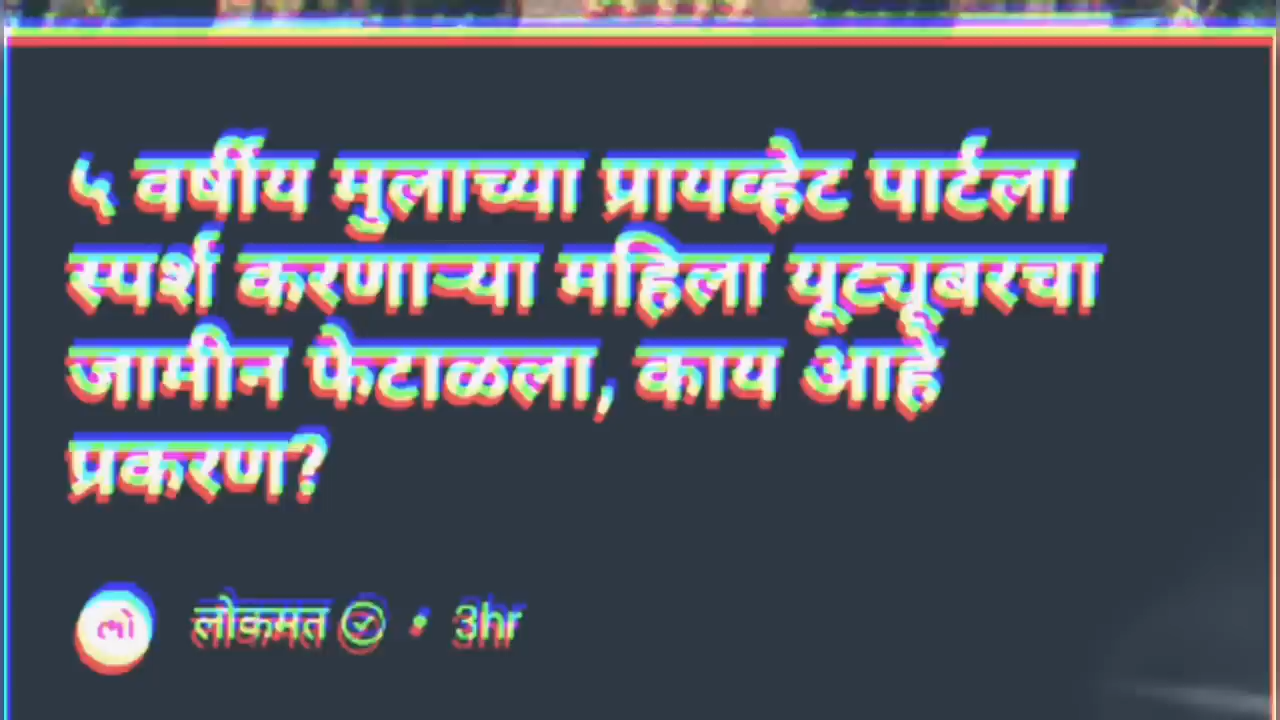 ५ वर्षीय मुलाच्या प्रायव्हेट पार्टला
स्पर्श करणाऱ्या महिला यूट्यूबरचा
जामीन फेटाळला, काय आहे
प्रकरण?
लो लोकमत • 3hr